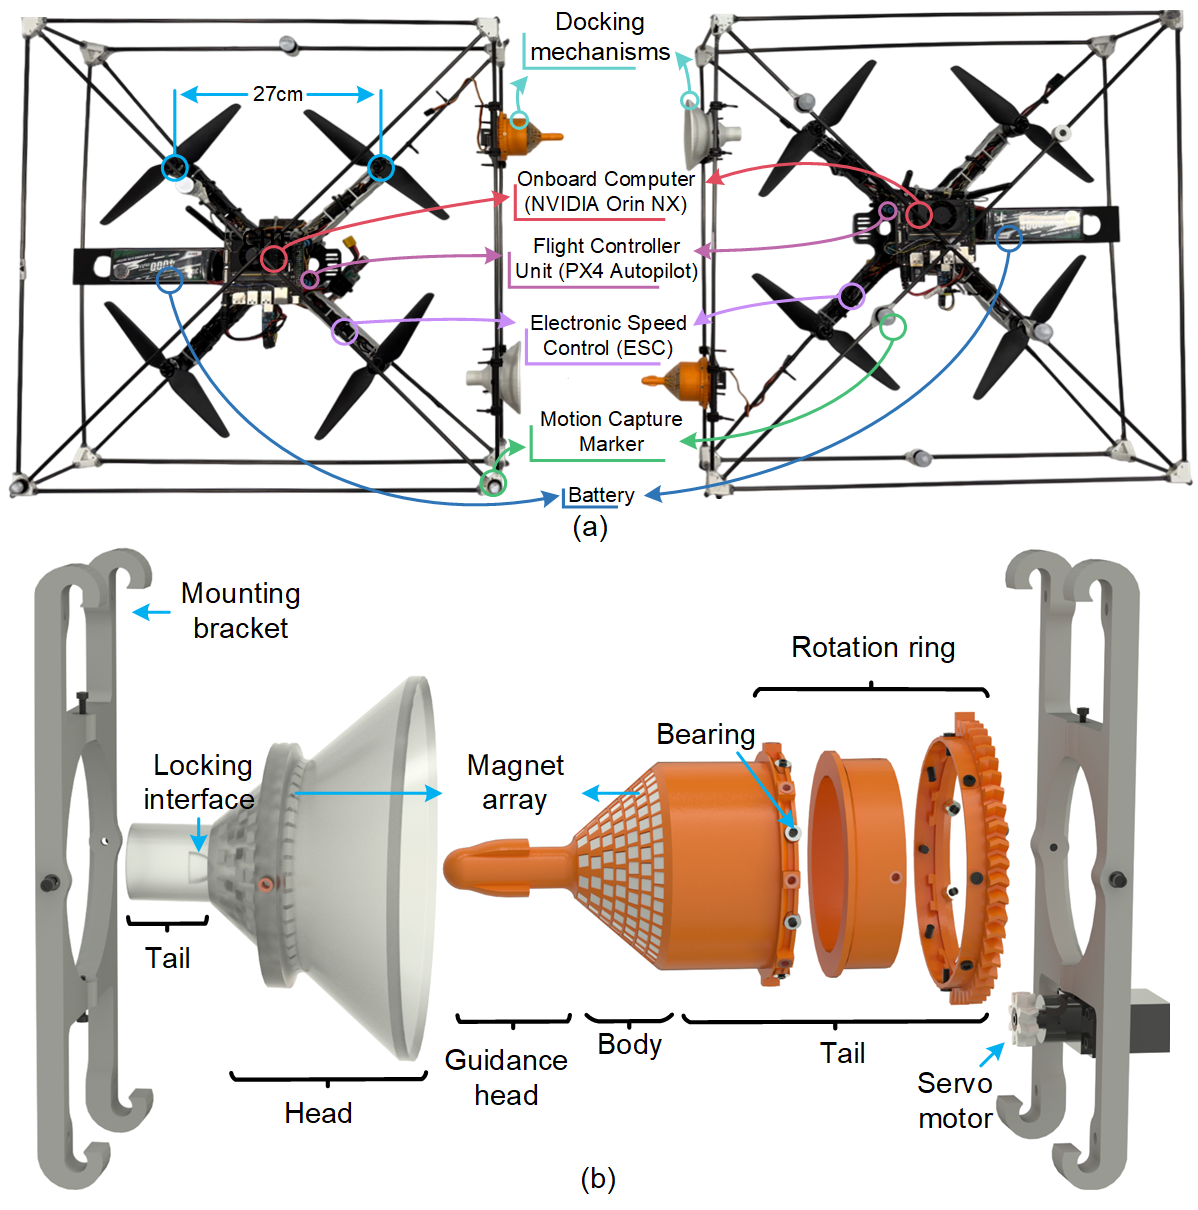 Docking
mechanisms
27cm
Onboard Computer
(NVIDIA Orin NX)
Flight Controller
Unit (PX4 Autopilot)
Electronic Speed
Control (ESC)
Motion Capture
Marker
Battery
(a)
Mounting
bracket
Rotation ring
Bearing
Locking
interface
Magnet
array
Tail
Guidance
head
Body
Tail
Head
Servo
motor
(b)